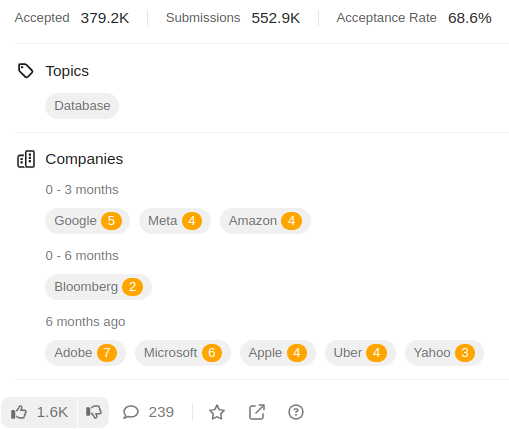 Accepted 379.2K Submissions 552.9K Acceptance Rate 68.6%
Topics
Database
Companies
0 - 3 months
Google 5 Meta 4 Amazon 4
0 - 6 months
Bloomberg 2
6 months ago
Adobe 7 Microsoft 6 Apple 4 Uber 4 Yahoo 3
1.6K 239